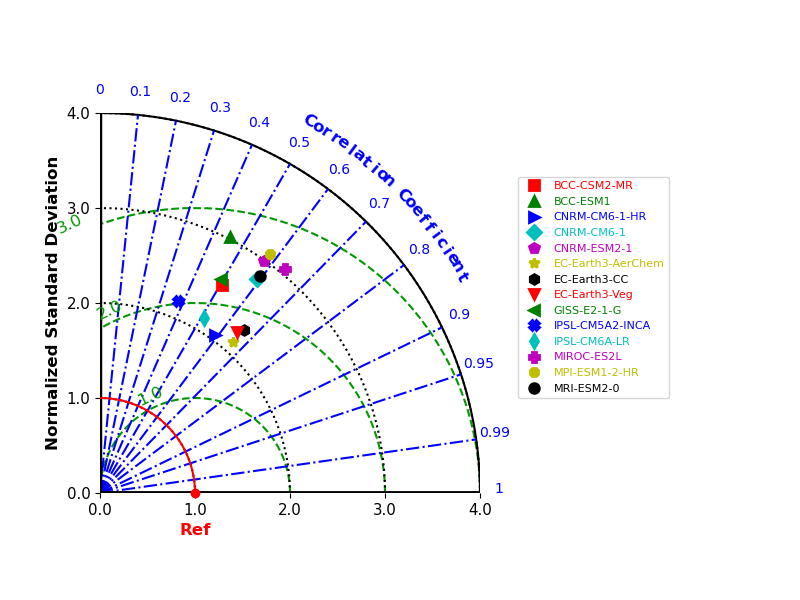 0
0.1
0.2
0.3
0.4
0.5
0.6
0.7
0.8
0.9
0.95
0.99
1
Correlation Coefficient
Normalized Standard Deviation
4.0
3.0
2.0
1.0
0.0
3.0
2.0
1.0
0.0
1.0
2.0
3.0
4.0
Ref
BCC-CSM2-MR
BCC-ESM1
CNRM-CM6-1-HR
CNRM-CM6-1
CNRM-ESM2-1
EC-Earth3-AerChem
EC-Earth3-CC
EC-Earth3-Veg
GISS-E2-1-G
IPSL-CM5A2-INCA
IPSL-CM6A-LR
MIROC-ES2L
MPI-ESM1-2-HR
MRI-ESM2-0